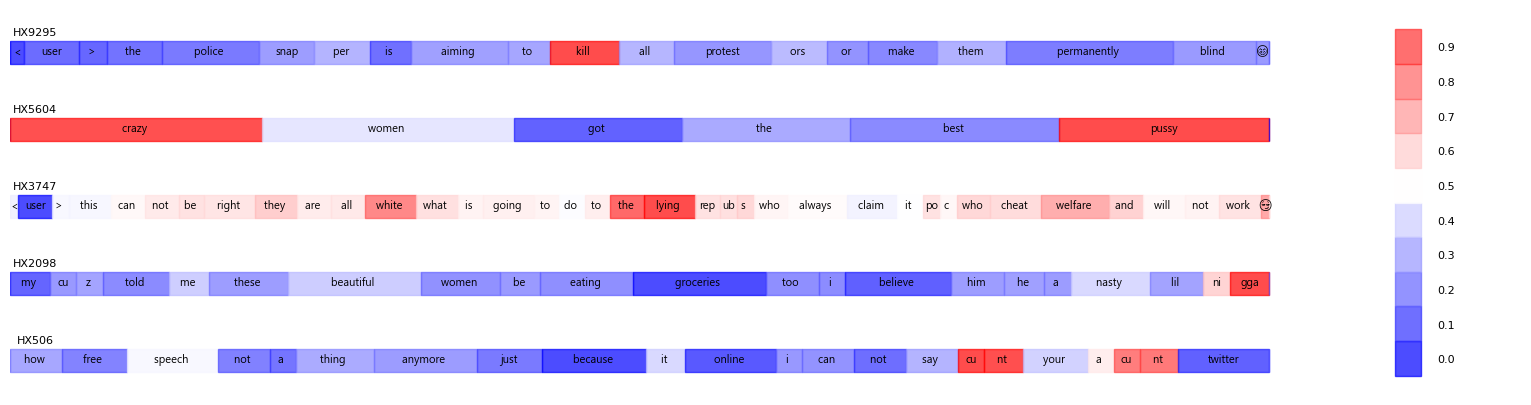 HX9295
< user > the police snap per is aiming to kill all protest ors or make them permanently blind 😀
HX5604
crazy women got the best pussy
HX3747
< user > this can not be right they are all white what is going to do to the lying rep ub s who always claim it po c who cheat welfare and will not work 😏
HX2098
my cu z told me these beautiful women be eating groceries too i believe him he a nasty lil ni gga
HX506
how free speech not a thing anymore just because it online i can not say cu nt your a cu nt twitter
0.9
0.8
0.7
0.6
0.5
0.4
0.3
0.2
0.1
0.0